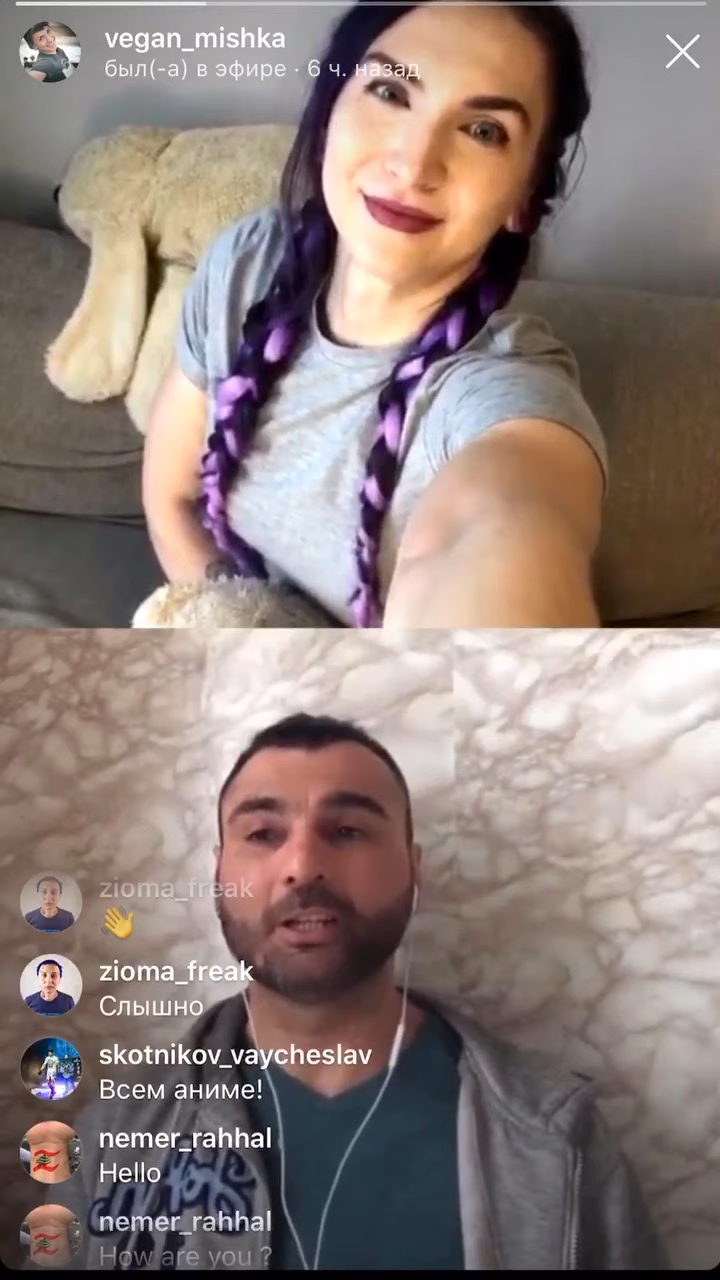 vegan_mishka
был(-а) в эфире · 6 ч. назад
zioma_freak
👋
zioma_freak
Слышно
skotnikov_vaycheslav
Всем аниме!
nemer_rahhal
Hello
nemer_rahhal
How are you ?